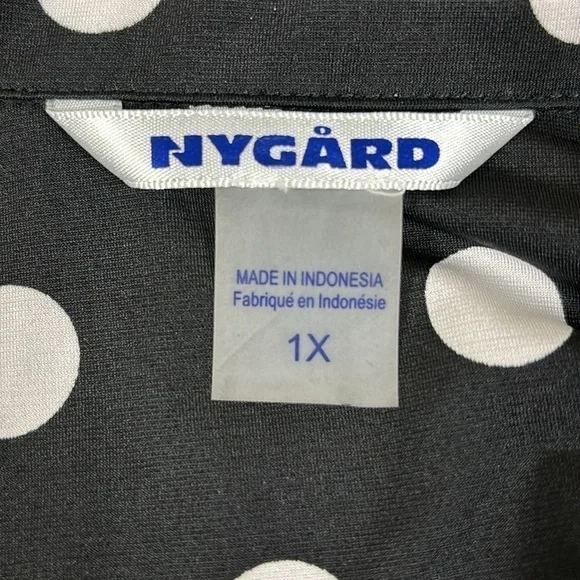 NYGÅRD
MADE IN INDONESIA
Fabriqué en Indonésie
1X